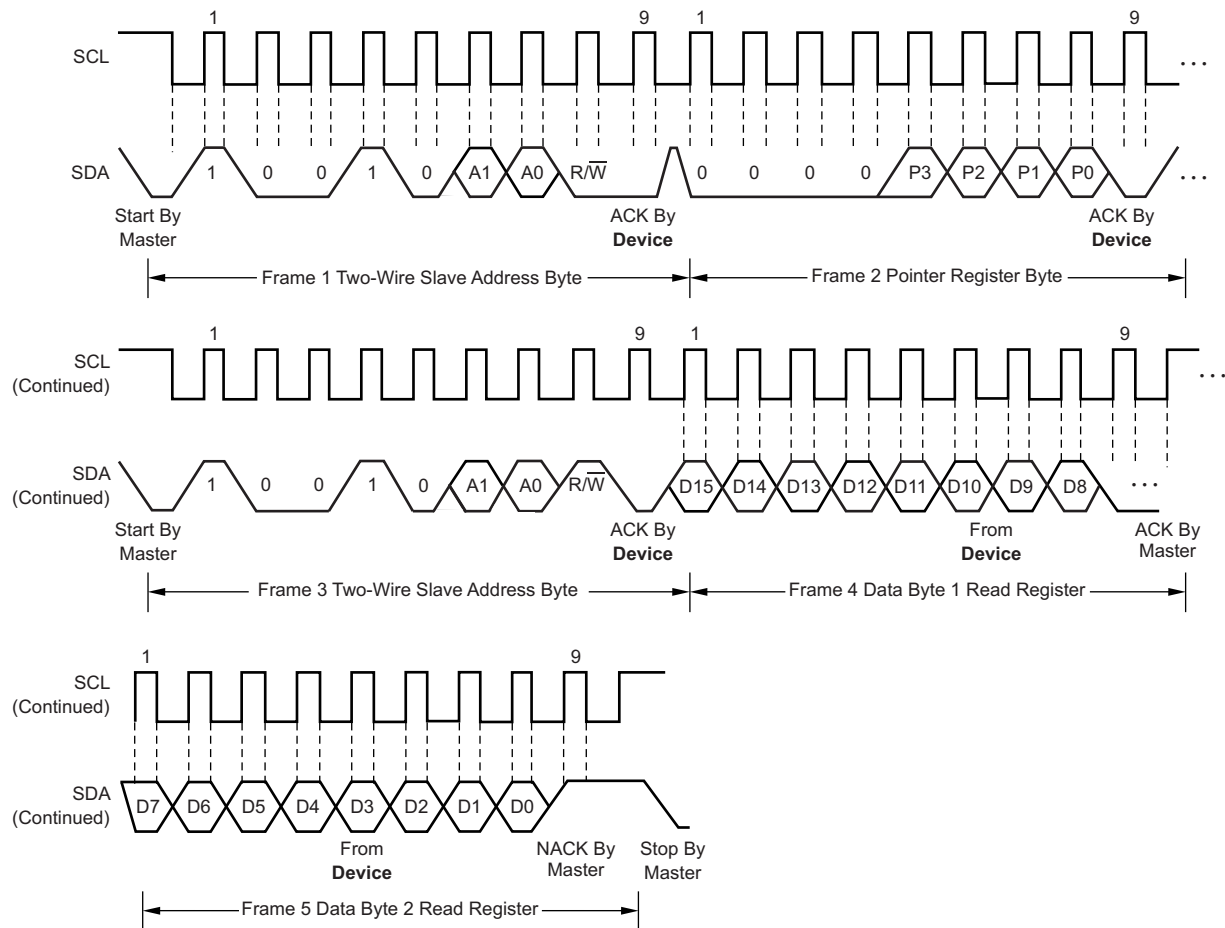 1 9 1 9
SCL ...
SDA 1 0 0 1 0 A1 A0 R/W̅ 0 0 0 0 P3 P2 P1 P0 ...
Start By Master
ACK By Device
ACK By Device
Frame 1 Two-Wire Slave Address Byte
Frame 2 Pointer Register Byte
1 9 1 9
SCL (Continued) ...
SDA (Continued) 1 0 0 1 0 A1 A0 R/W̅ D15 D14 D13 D12 D11 D10 D9 D8 ...
Start By Master
ACK By Device
From Device
ACK By Master
Frame 3 Two-Wire Slave Address Byte
Frame 4 Data Byte 1 Read Register
1 9
SCL (Continued)
SDA (Continued) D7 D6 D5 D4 D3 D2 D1 D0
From Device
NACK By Master
Stop By Master
Frame 5 Data Byte 2 Read Register